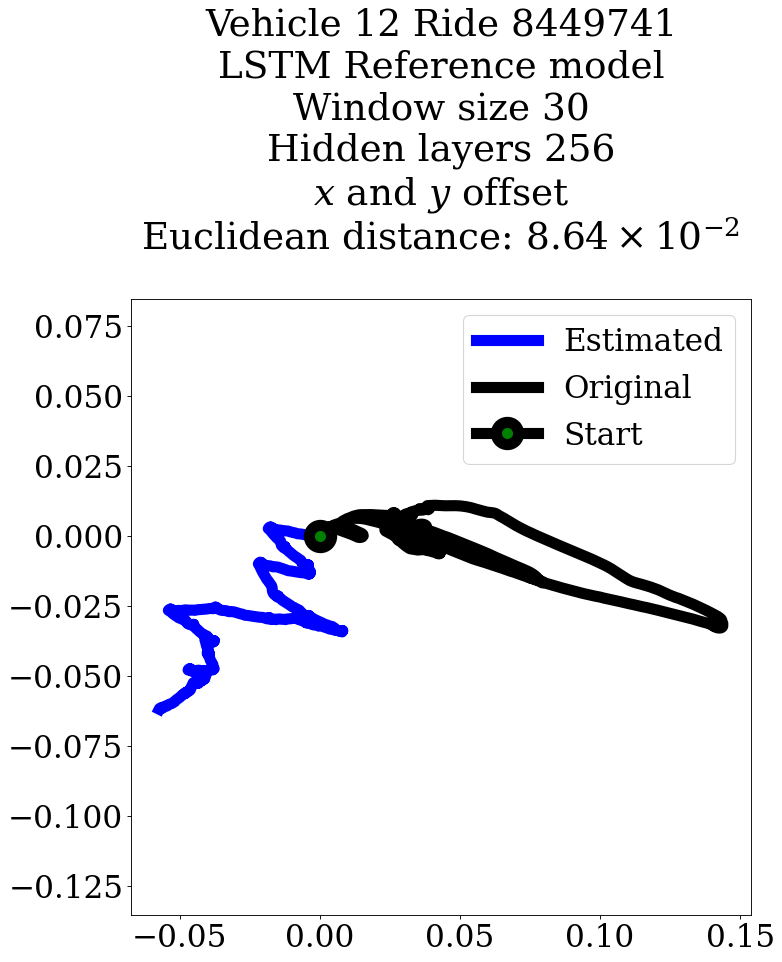 Vehicle 12 Ride 8449741
LSTM Reference model
Window size 30
Hidden layers 256
x and y offset
Euclidean distance: 8.64 × 10⁻²
Estimated
Original
Start
0.075
0.050
0.025
0.000
−0.025
−0.050
−0.075
−0.100
−0.125
−0.05 0.00 0.05 0.10 0.15